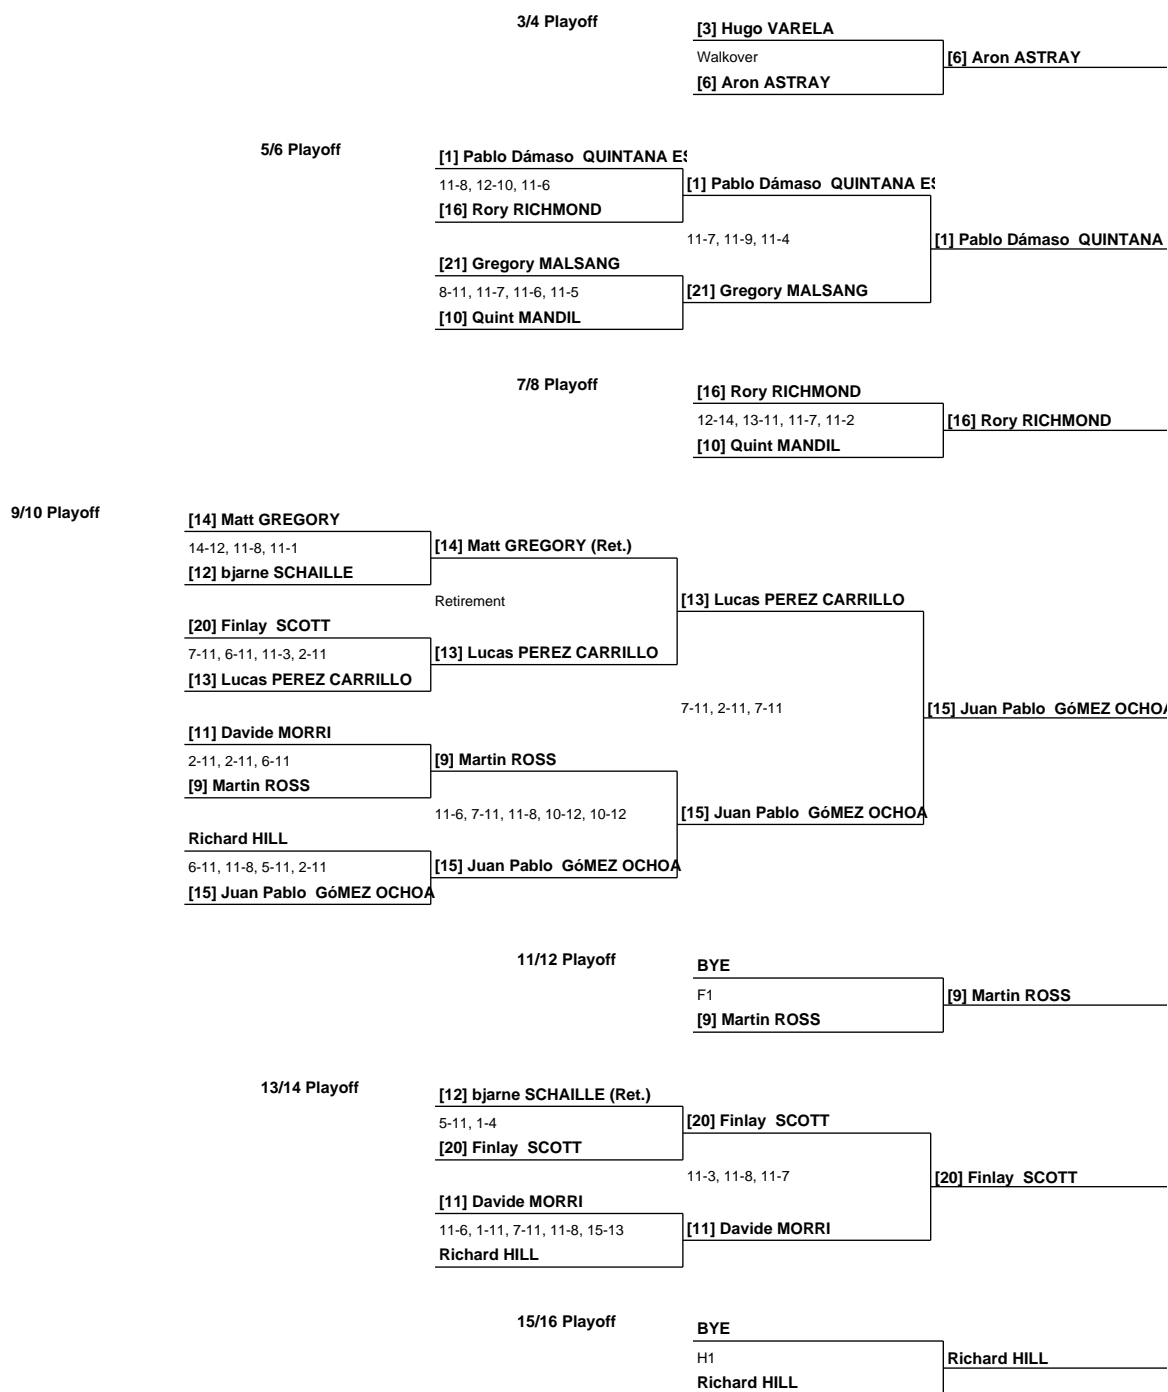 3/4 Playoff
[3] Hugo VARELA
Walkover
[6] Aron ASTRAY
[6] Aron ASTRAY
5/6 Playoff
[1] Pablo Dámaso QUINTANA ES
11-8, 12-10, 11-6
[1] Pablo Dámaso QUINTANA ES
[16] Rory RICHMOND
11-7, 11-9, 11-4
[1] Pablo Dámaso QUINTANA
[21] Gregory MALSANG
8-11, 11-7, 11-6, 11-5
[21] Gregory MALSANG
[10] Quint MANDIL
7/8 Playoff
[16] Rory RICHMOND
12-14, 13-11, 11-7, 11-2
[16] Rory RICHMOND
[10] Quint MANDIL
9/10 Playoff
[14] Matt GREGORY
14-12, 11-8, 11-1
[14] Matt GREGORY (Ret.)
[12] bjarne SCHAILLE
Retirement
[13] Lucas PEREZ CARRILLO
[20] Finlay SCOTT
7-11, 6-11, 11-3, 2-11
[13] Lucas PEREZ CARRILLO
[13] Lucas PEREZ CARRILLO
7-11, 2-11, 7-11
[15] Juan Pablo GóMEZ OCHOA
[11] Davide MORRI
2-11, 2-11, 6-11
[9] Martin ROSS
[9] Martin ROSS
11-6, 7-11, 11-8, 10-12, 10-12
[15] Juan Pablo GóMEZ OCHOA
Richard HILL
6-11, 11-8, 5-11, 2-11
[15] Juan Pablo GóMEZ OCHOA
[15] Juan Pablo GóMEZ OCHOA
11/12 Playoff
BYE
F1
[9] Martin ROSS
[9] Martin ROSS
13/14 Playoff
[12] bjarne SCHAILLE (Ret.)
5-11, 1-4
[20] Finlay SCOTT
[20] Finlay SCOTT
11-3, 11-8, 11-7
[20] Finlay SCOTT
[11] Davide MORRI
11-6, 1-11, 7-11, 11-8, 15-13
[11] Davide MORRI
Richard HILL
15/16 Playoff
BYE
H1
Richard HILL
Richard HILL